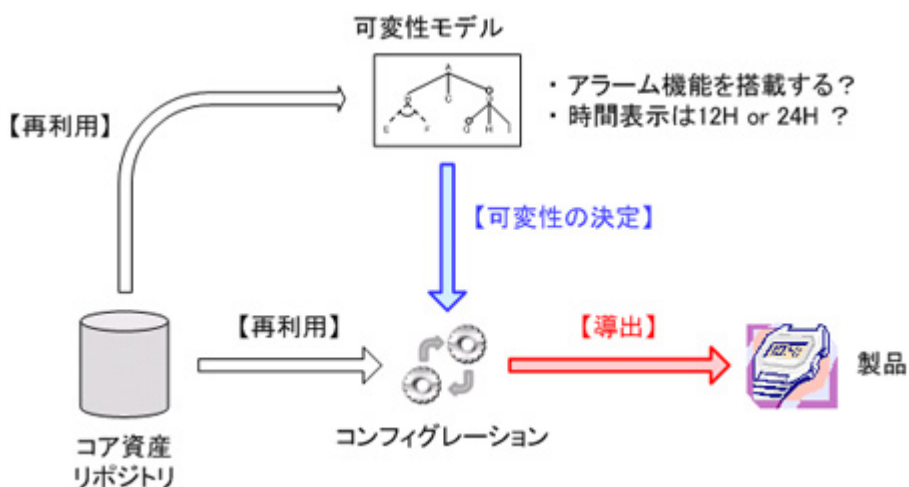 可変性モデル
【再利用】
A
C
E
F
H
I
・アラーム機能を搭載する？
・時間表示は12H or 24H ？
【可変性の決定】
【再利用】
【導出】
製品
コンフィグレーション
コア資産
リポジトリ